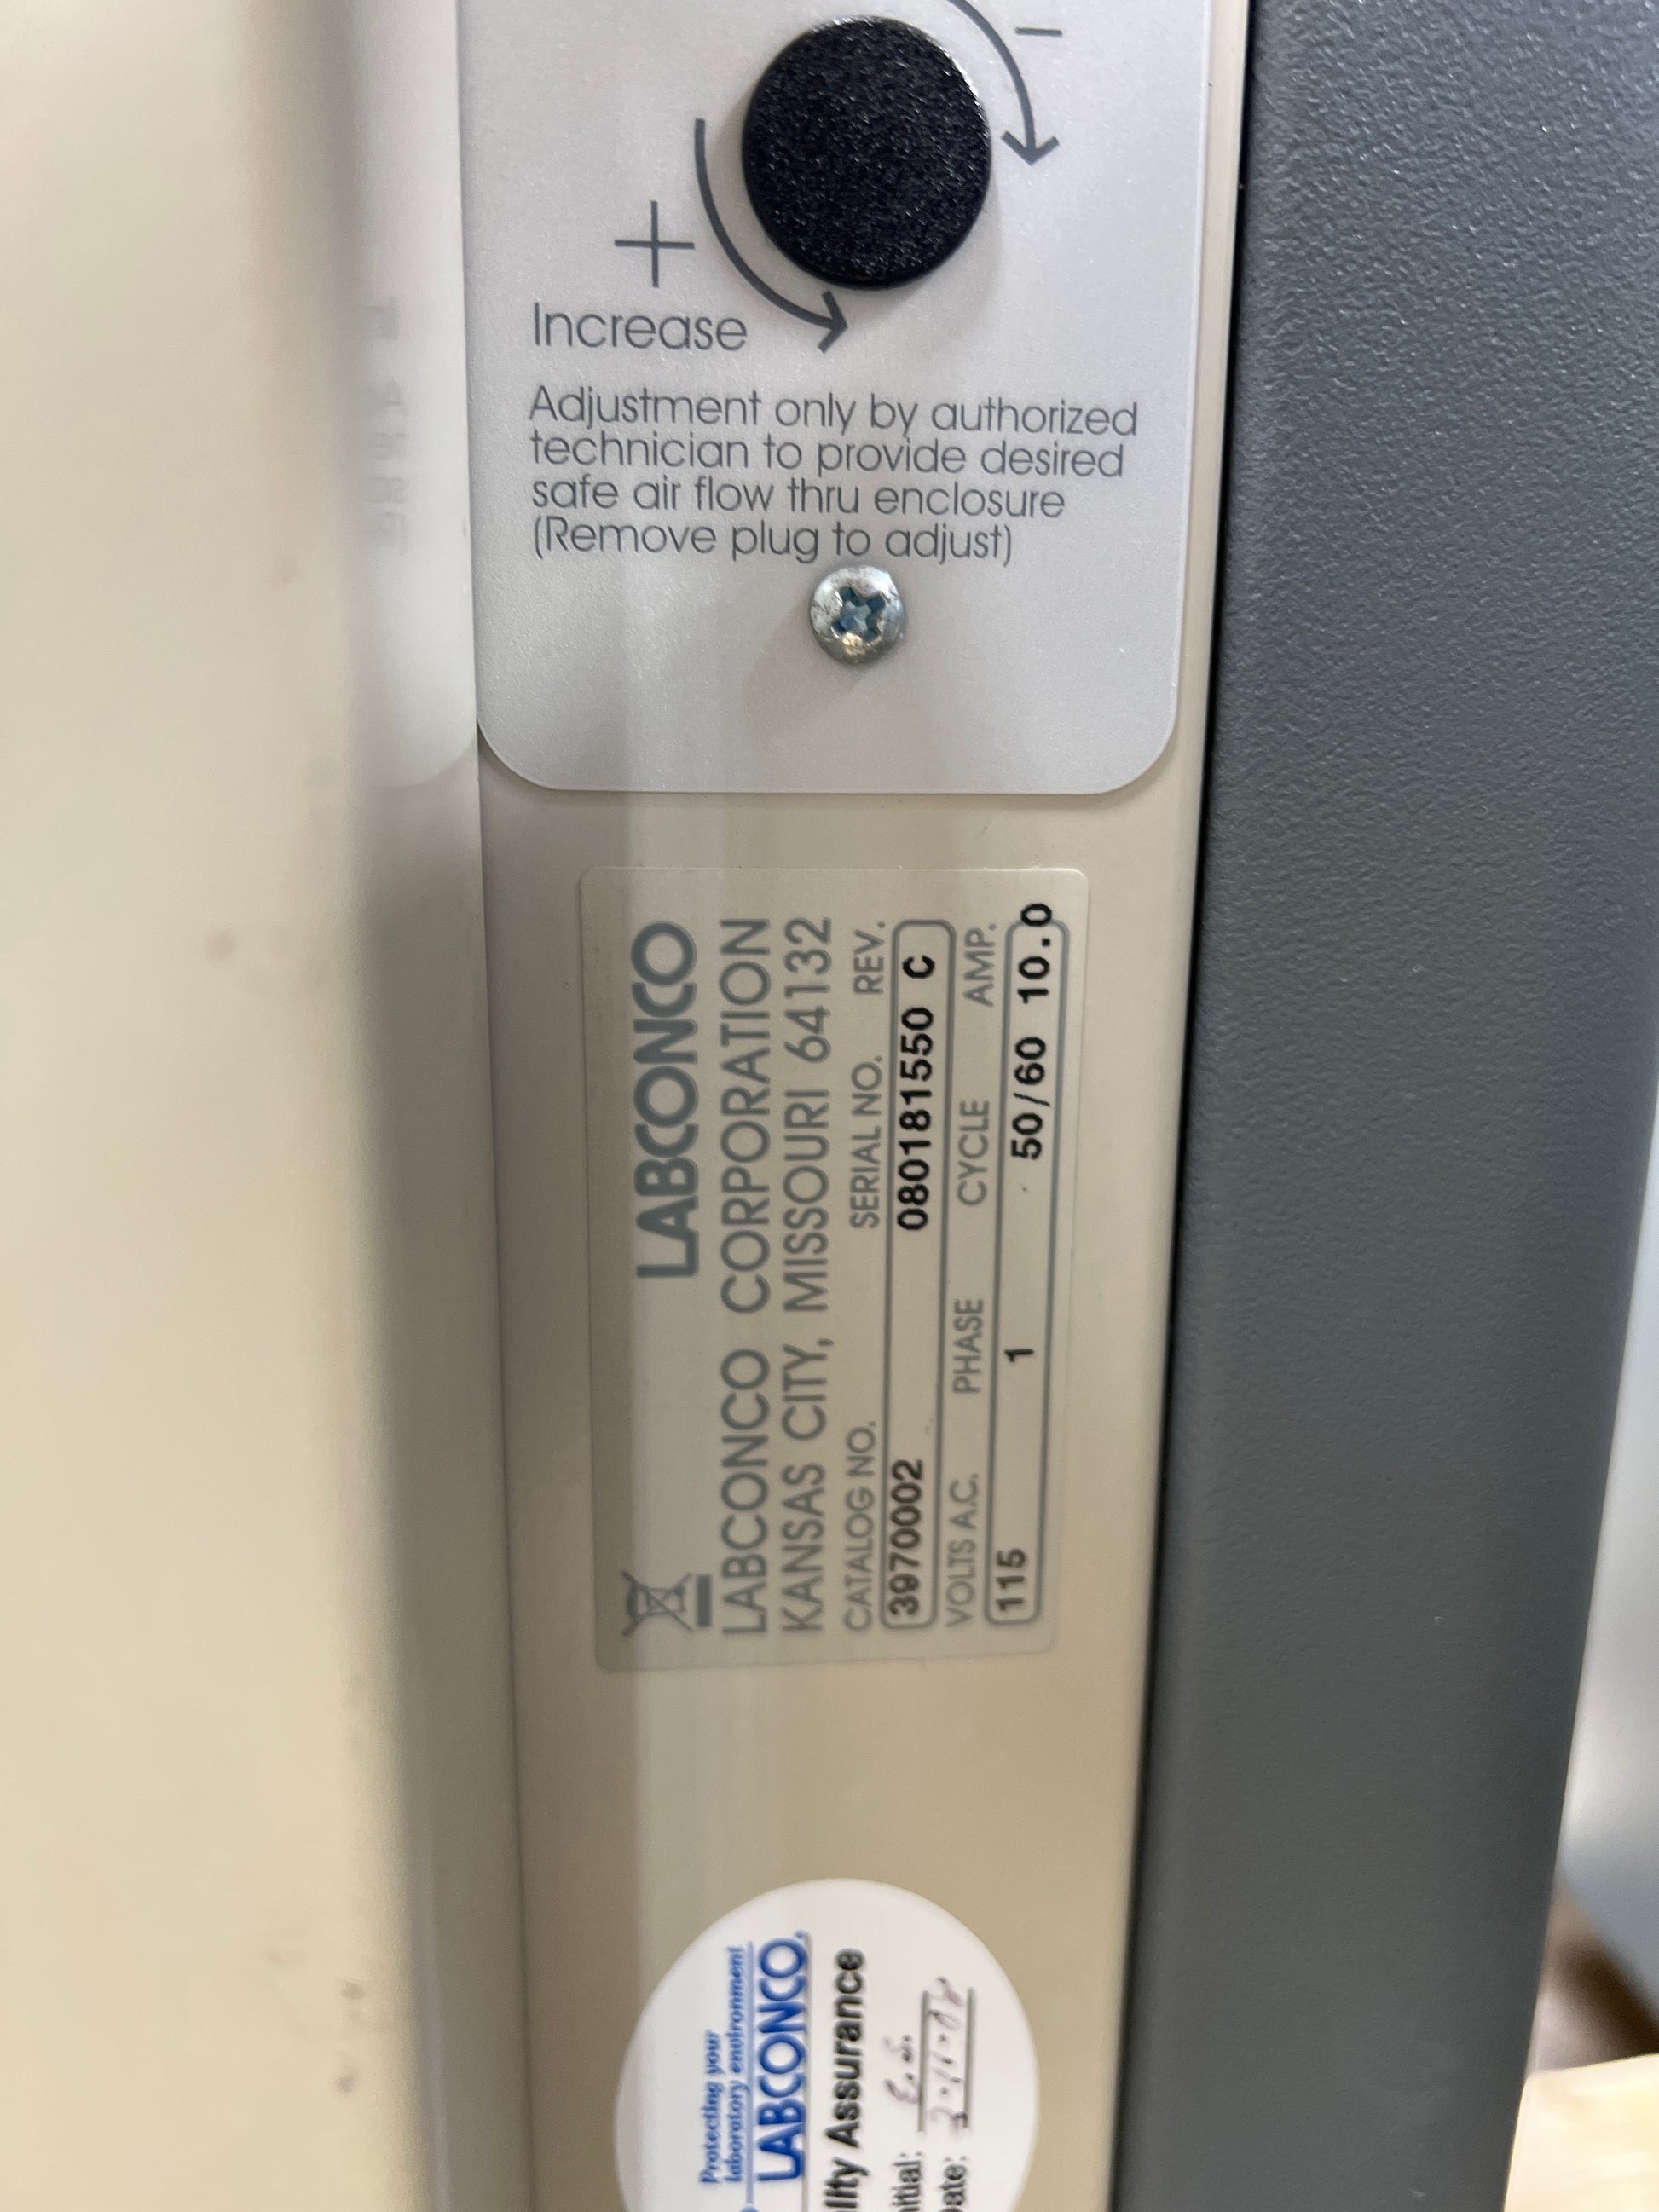 −
+
Increase
Adjustment only by authorized
technician to provide desired
safe air flow thru enclosure
(Remove plug to adjust)
LABCONCO
LABCONCO CORPORATION
KANSAS CITY, MISSOURI 64132
CATALOG NO. SERIAL NO. REV.
3970002 080181550 C
VOLTS A.C. PHASE CYCLE AMP.
115 1 50/60 10.0
Protecting your
laboratory environment
LABCONCO
lity Assurance
nitial: E.S.
ate: